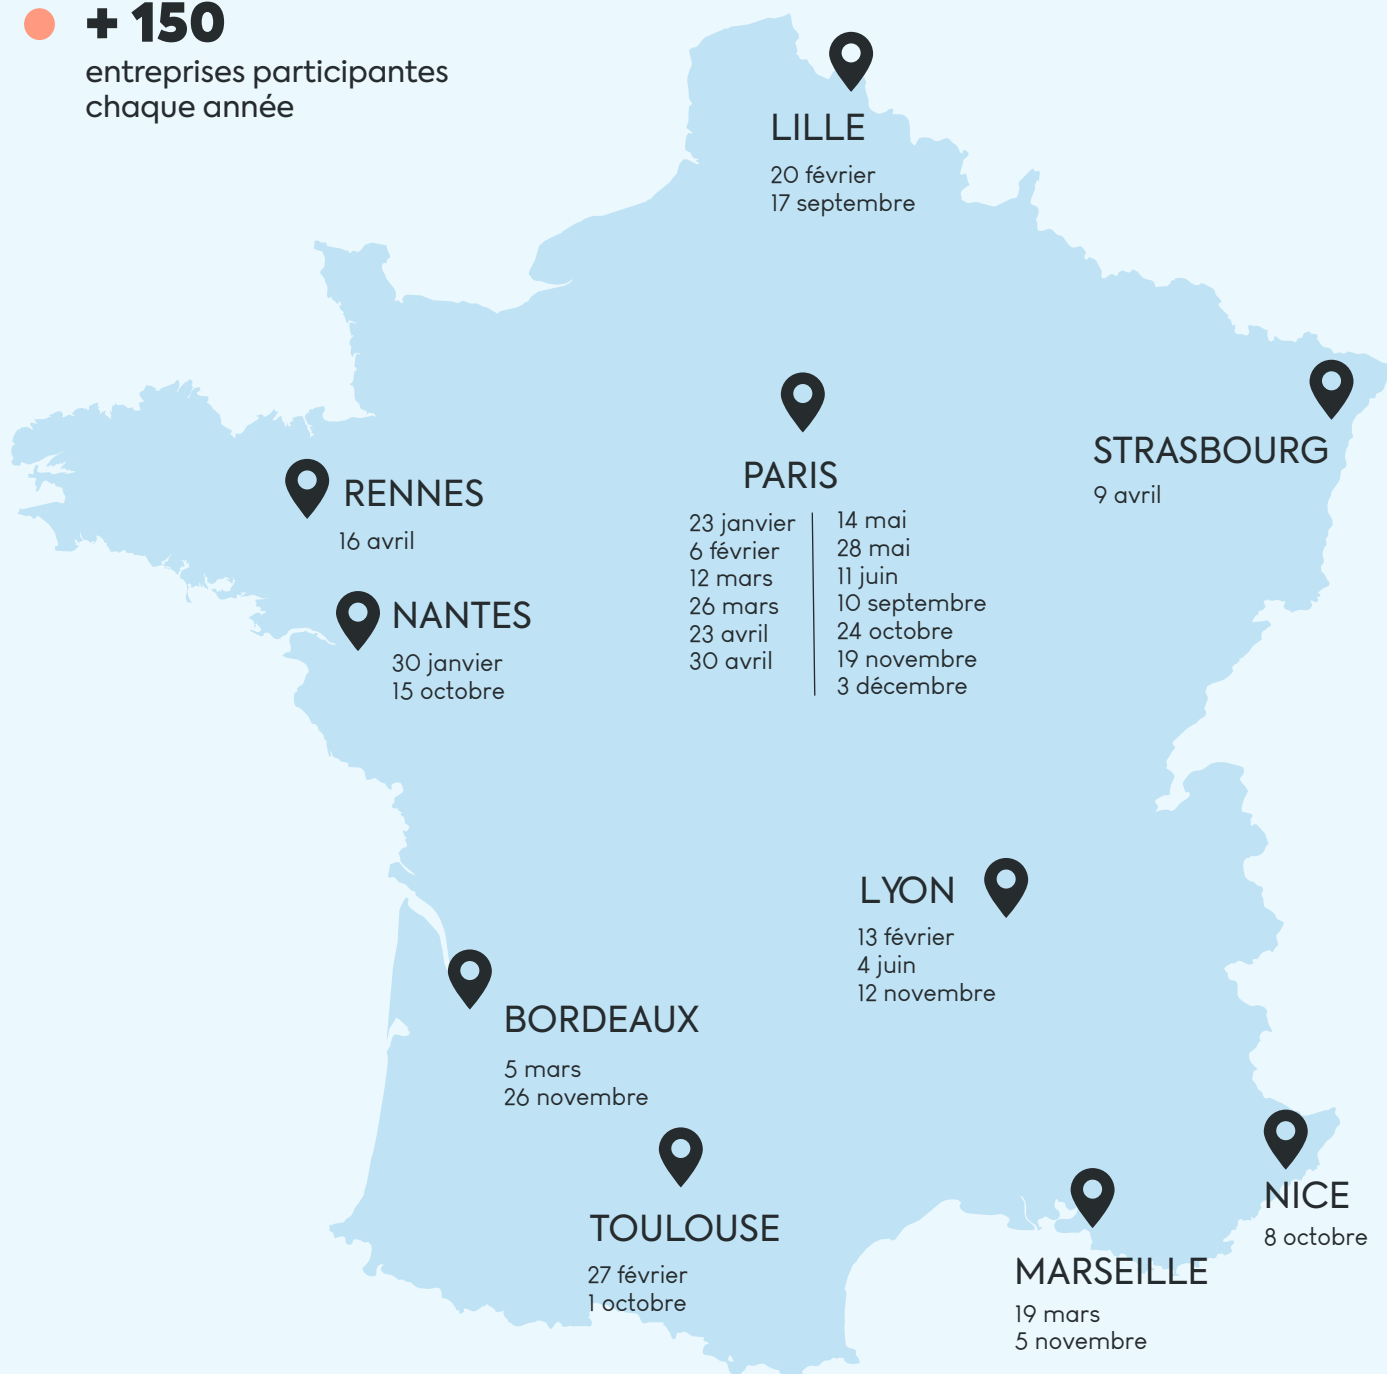 + 150
entreprises participantes
chaque année
LILLE
20 février
17 septembre
PARIS
23 janvier
6 février
12 mars
26 mars
23 avril
30 avril
14 mai
28 mai
11 juin
10 septembre
24 octobre
19 novembre
3 décembre
STRASBOURG
9 avril
RENNES
16 avril
NANTES
30 janvier
15 octobre
LYON
13 février
4 juin
12 novembre
BORDEAUX
5 mars
26 novembre
TOULOUSE
27 février
1 octobre
NICE
8 octobre
MARSEILLE
19 mars
5 novembre